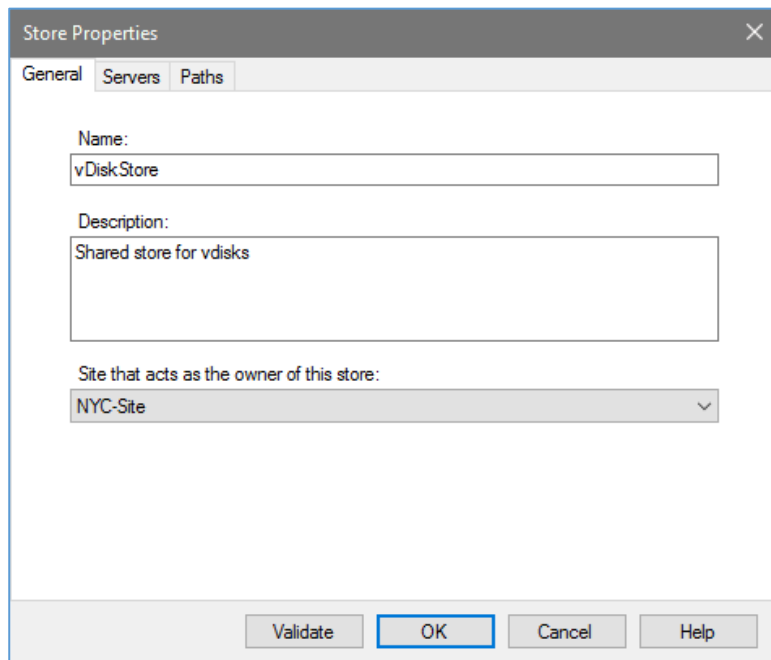 Store Properties
General Servers Paths
Name:
vDiskStore
Description:
Shared store for vdisks
Site that acts as the owner of this store:
NYC-Site
Validate OK Cancel Help